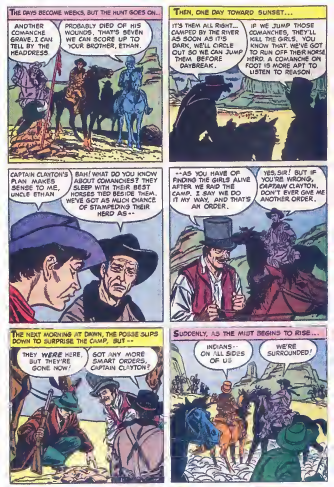 THE DAYS BECOME WEEKS, BUT THE HUNT GOES ON...
ANOTHER
COMANCHE
GRAVE. I CAN
TELL BY THE
HEADDRESS
PROBABLY DIED OF HIS
WOUNDS. THAT'S SEVEN
WE CAN SCORE UP TO
YOUR BROTHER, ETHAN.
THEN, ONE DAY TOWARD SUNSET...
IT'S THEM ALL RIGHT...
CAMPED BY THE RIVER
AS SOON AS IT'S
DARK, WE'LL CIRCLE
OUT SO WE CAN JUMP
THEM BEFORE
DAYBREAK.
IF WE JUMP THOSE
COMANCHES, THEY'LL
KILL THE GIRLS. YOU
KNOW THAT. WE'VE GOT
TO RUN OFF THEIR HORSE
HERD. A COMANCHE ON
FOOT IS MORE APT TO
LISTEN TO REASON
CAPTAIN CLAYTON'S
PLAN MAKES
SENSE TO ME,
UNCLE ETHAN
BAH! WHAT DO YOU KNOW
ABOUT COMANCHES? THEY
SLEEP WITH THEIR BEST
HORSES TIED BESIDE THEM.
WE'VE GOT AS MUCH CHANCE
OF STAMPEDING THEIR
HERD AS--
--AS YOU HAVE OF
FINDING THE GIRLS ALIVE
AFTER WE RAID THE
CAMP. I SAY WE DO
IT MY WAY, AND THAT'S
AN ORDER.
YES, SIR! BUT IF
YOU'RE WRONG,
CAPTAIN CLAYTON,
DON'T EVER GIVE ME
ANOTHER ORDER.
THE NEXT MORNING AT DAWN, THE POSSE SLIPS
DOWN TO SURPRISE THE CAMP, BUT--
THEY WERE HERE,
BUT THEY'RE
GONE NOW!
GOT ANY MORE
SMART ORDERS,
CAPTAIN CLAYTON?
SUDDENLY, AS THE MIST BEGINS TO RISE...
INDIANS--
ON ALL SIDES
OF US
WE'RE
SURROUNDED!